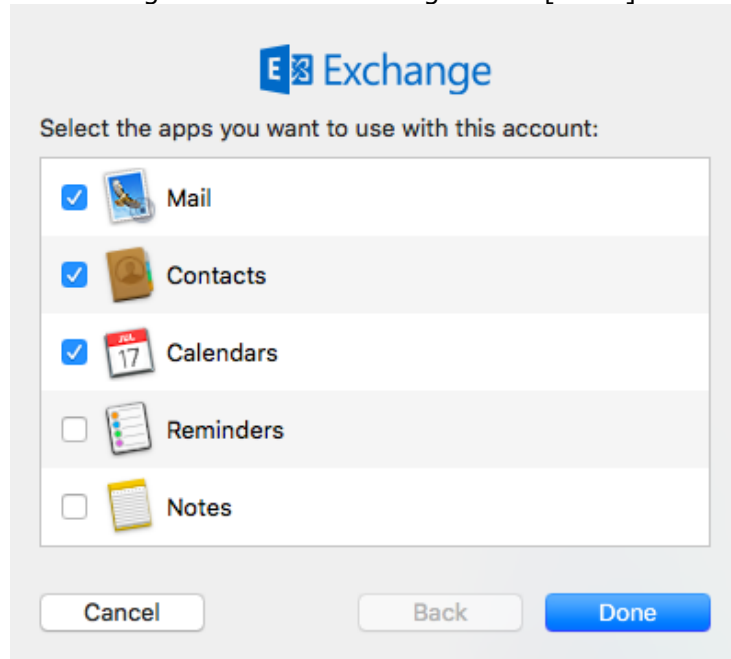 E Exchange
Select the apps you want to use with this account:
Mail
Contacts
JUL
17
Calendars
Reminders
Notes
Cancel
Back
Done